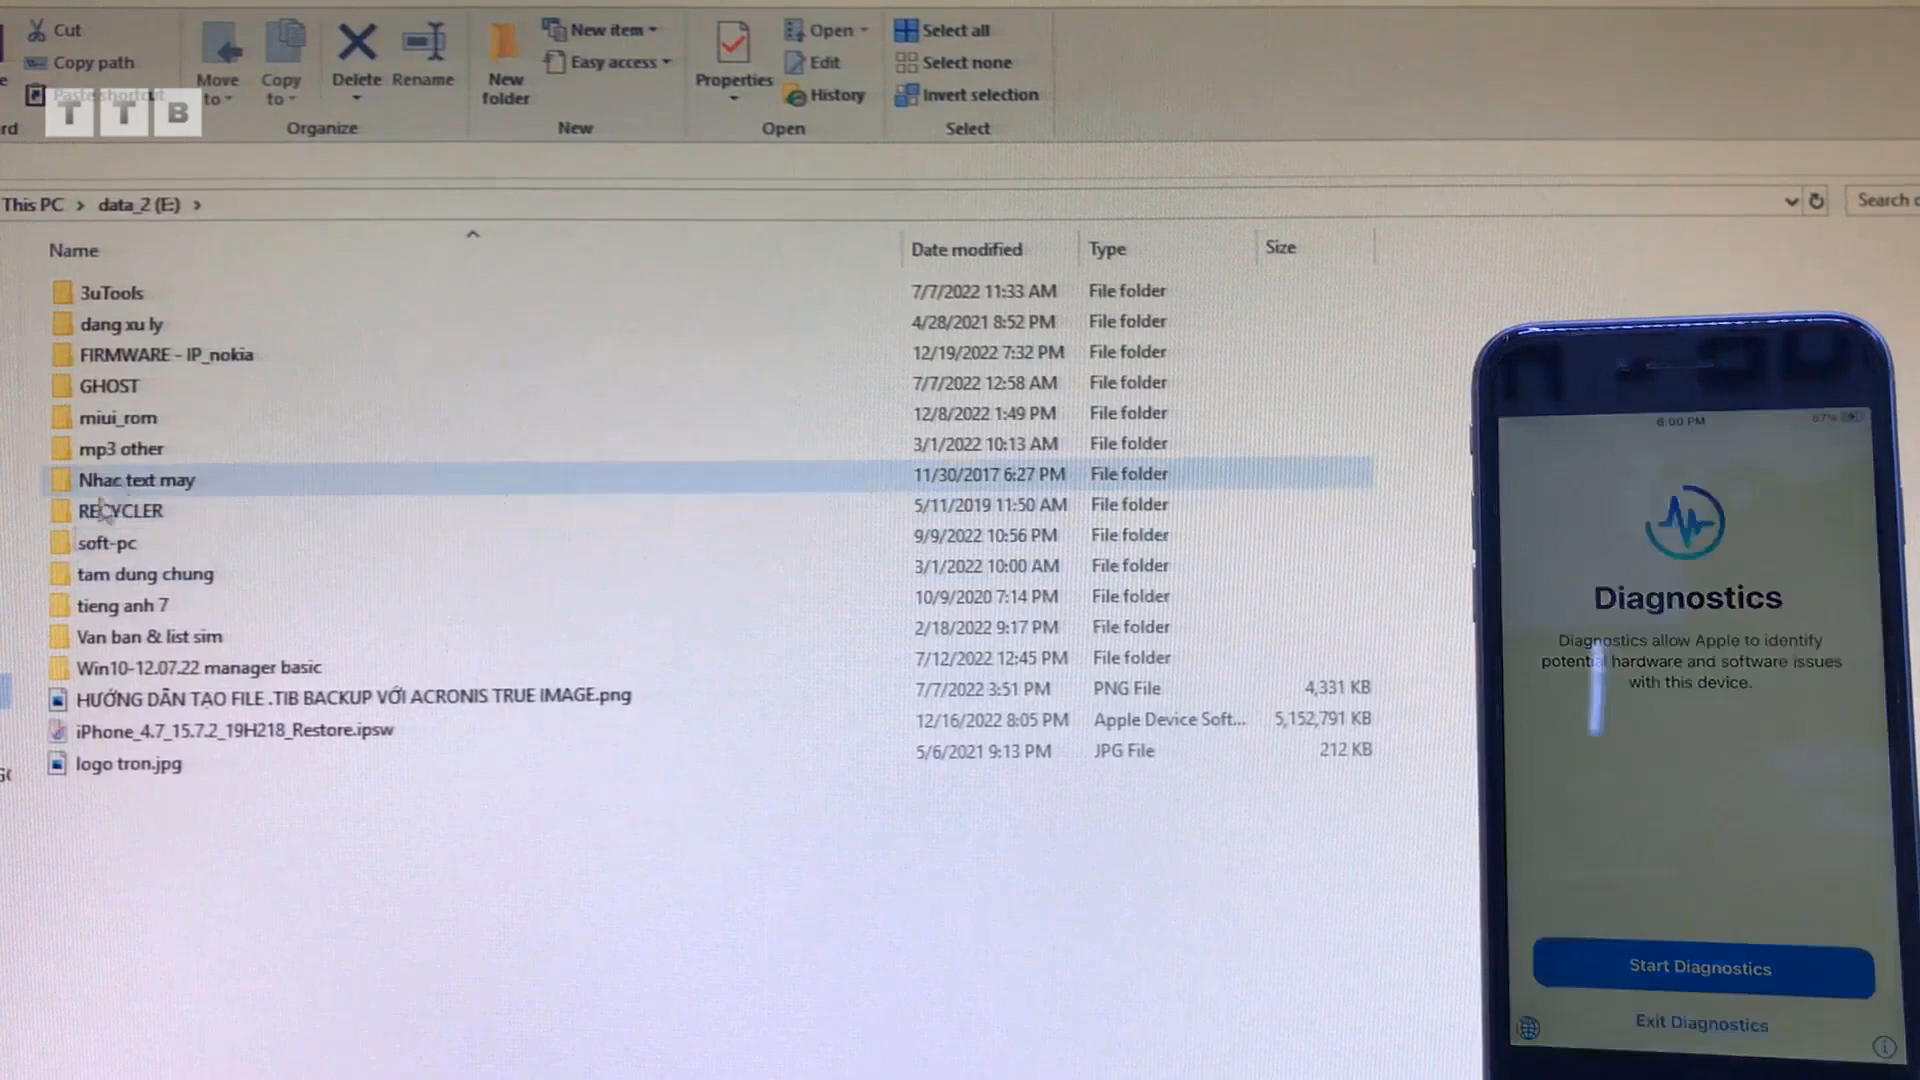 Cut
Copy path
Paste shortcut
T T B
rd
Move to
Copy to
Delete
Rename
Organize
New folder
New item
Easy access
New
Properties
Open
Edit
History
Open
Select all
Select none
Invert selection
Select
This PC > data_2 (E:) >
Search
Name Date modified Type Size
3uTools 7/7/2022 11:33 AM File folder
dang xu ly 4/28/2021 8:52 PM File folder
FIRMWARE - IP_nokia 12/19/2022 7:32 PM File folder
GHOST 7/7/2022 12:58 AM File folder
miui_rom 12/8/2022 1:49 PM File folder
mp3 other 3/1/2022 10:13 AM File folder
Nhac text may 11/30/2017 6:27 PM File folder
RECYCLER 5/11/2019 11:50 AM File folder
soft-pc 9/9/2022 10:56 PM File folder
tam dung chung 3/1/2022 10:00 AM File folder
tieng anh 7 10/9/2020 7:14 PM File folder
Van ban & list sim 2/18/2022 9:17 PM File folder
Win10-12.07.22 manager basic 7/12/2022 12:45 PM File folder
HƯỚNG DẪN TẠO FILE .TIB BACKUP VỚI ACRONIS TRUE IMAGE.png 7/7/2022 3:51 PM PNG File 4,331 KB
iPhone_4.7_15.7.2_19H218_Restore.ipsw 12/16/2022 8:05 PM Apple Device Soft... 5,152,791 KB
logo tron.jpg 5/6/2021 9:13 PM JPG File 212 KB
6:00 PM 67%
Diagnostics
Diagnostics allow Apple to identify
potential hardware and software issues
with this device.
Start Diagnostics
Exit Diagnostics